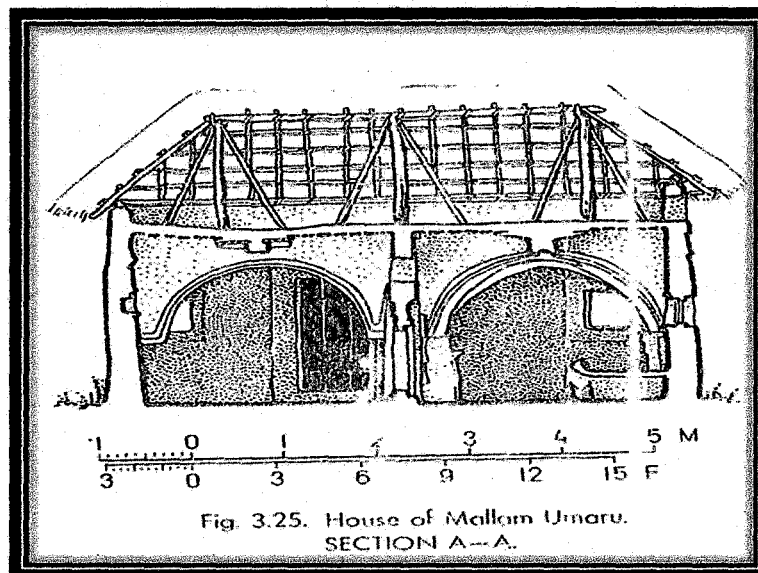 1 0 1 2 3 4 5 M
3 0 3 6 9 12 15 F
Fig. 3.25. House of Mallam Umaru.
SECTION A-A.